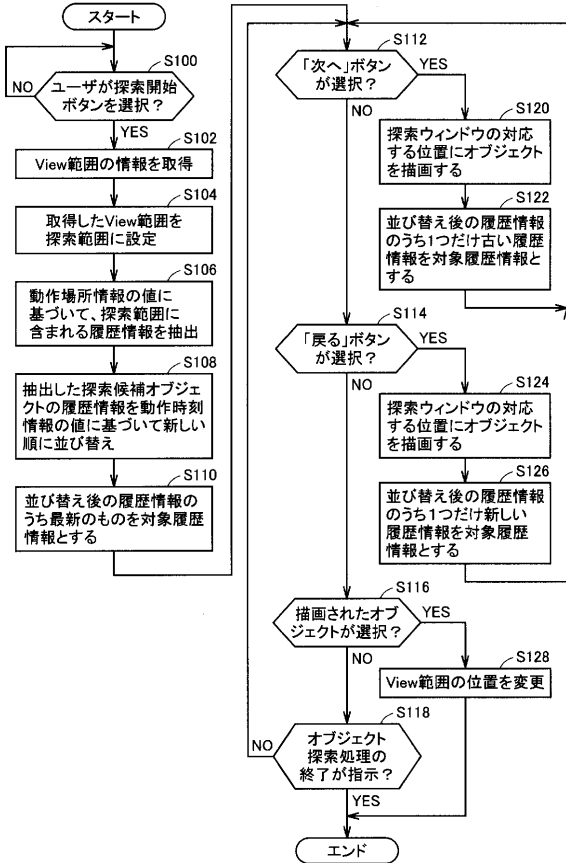 スタート
S100
ユーザが探索開始
ボタンを選択?
NO
YES
S102
View範囲の情報を取得
S104
取得したView範囲を
探索範囲に設定
S106
動作場所情報の値に
基づいて、探索範囲に
含まれる履歴情報を抽出
S108
抽出した探索候補オブジェ
クトの履歴情報を動作時刻
情報の値に基づいて新しい
順に並び替え
S110
並び替え後の履歴情報の
うち最新のものを対象履歴
情報とする
S112
「次へ」ボタン
が選択?
YES
NO
S120
探索ウィンドウの対応
する位置にオブジェクト
を描画する
S122
並び替え後の履歴情報
のうち1つだけ古い履歴
情報を対象履歴情報と
する
S114
「戻る」ボタン
が選択?
YES
NO
S124
探索ウィンドウの対応
する位置にオブジェクト
を描画する
S126
並び替え後の履歴情報
のうち1つだけ新しい
履歴情報を対象履歴
情報とする
S116
描画されたオブ
ジェクトが選択?
YES
NO
S128
View範囲の位置を変更
S118
オブジェクト
探索処理の
終了が指示?
NO
YES
エンド